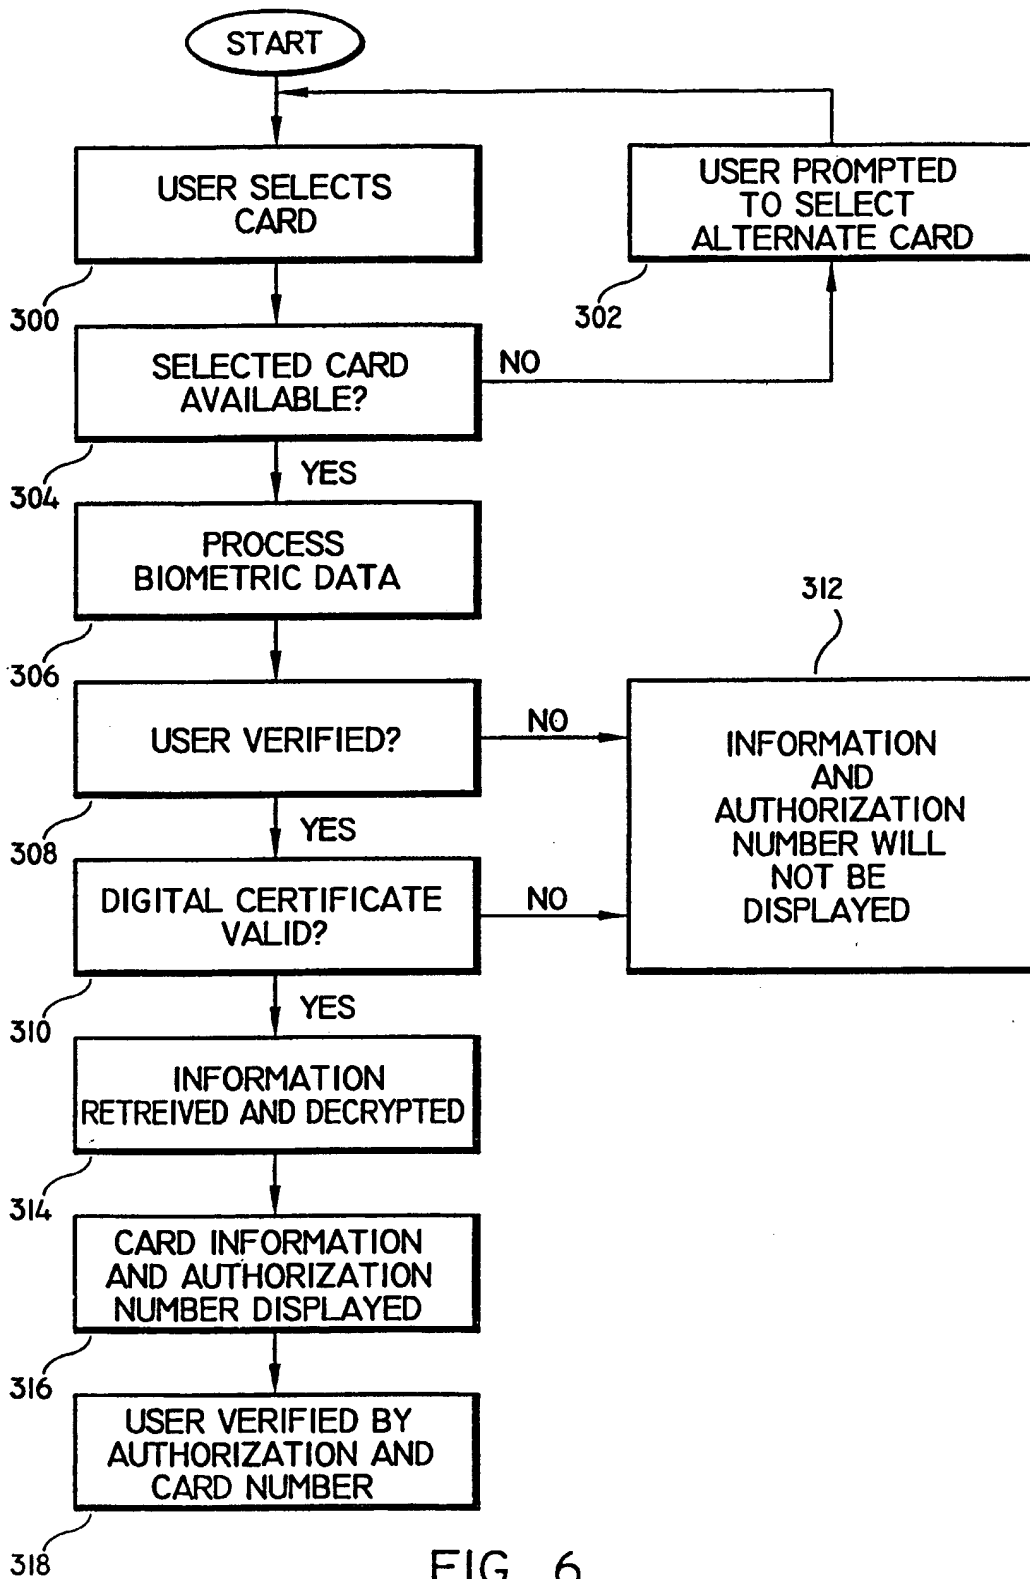 START
USER SELECTS
CARD
300
USER PROMPTED
TO SELECT
ALTERNATE CARD
302
SELECTED CARD
AVAILABLE?
NO
304
YES
PROCESS
BIOMETRIC DATA
306
312
USER VERIFIED?
NO
308
YES
INFORMATION
AND
AUTHORIZATION
NUMBER WILL
NOT BE
DISPLAYED
DIGITAL CERTIFICATE
VALID?
NO
310
YES
INFORMATION
RETREIVED AND DECRYPTED
314
CARD INFORMATION
AND AUTHORIZATION
NUMBER DISPLAYED
316
USER VERIFIED BY
AUTHORIZATION AND
CARD NUMBER
318
FIG. 6